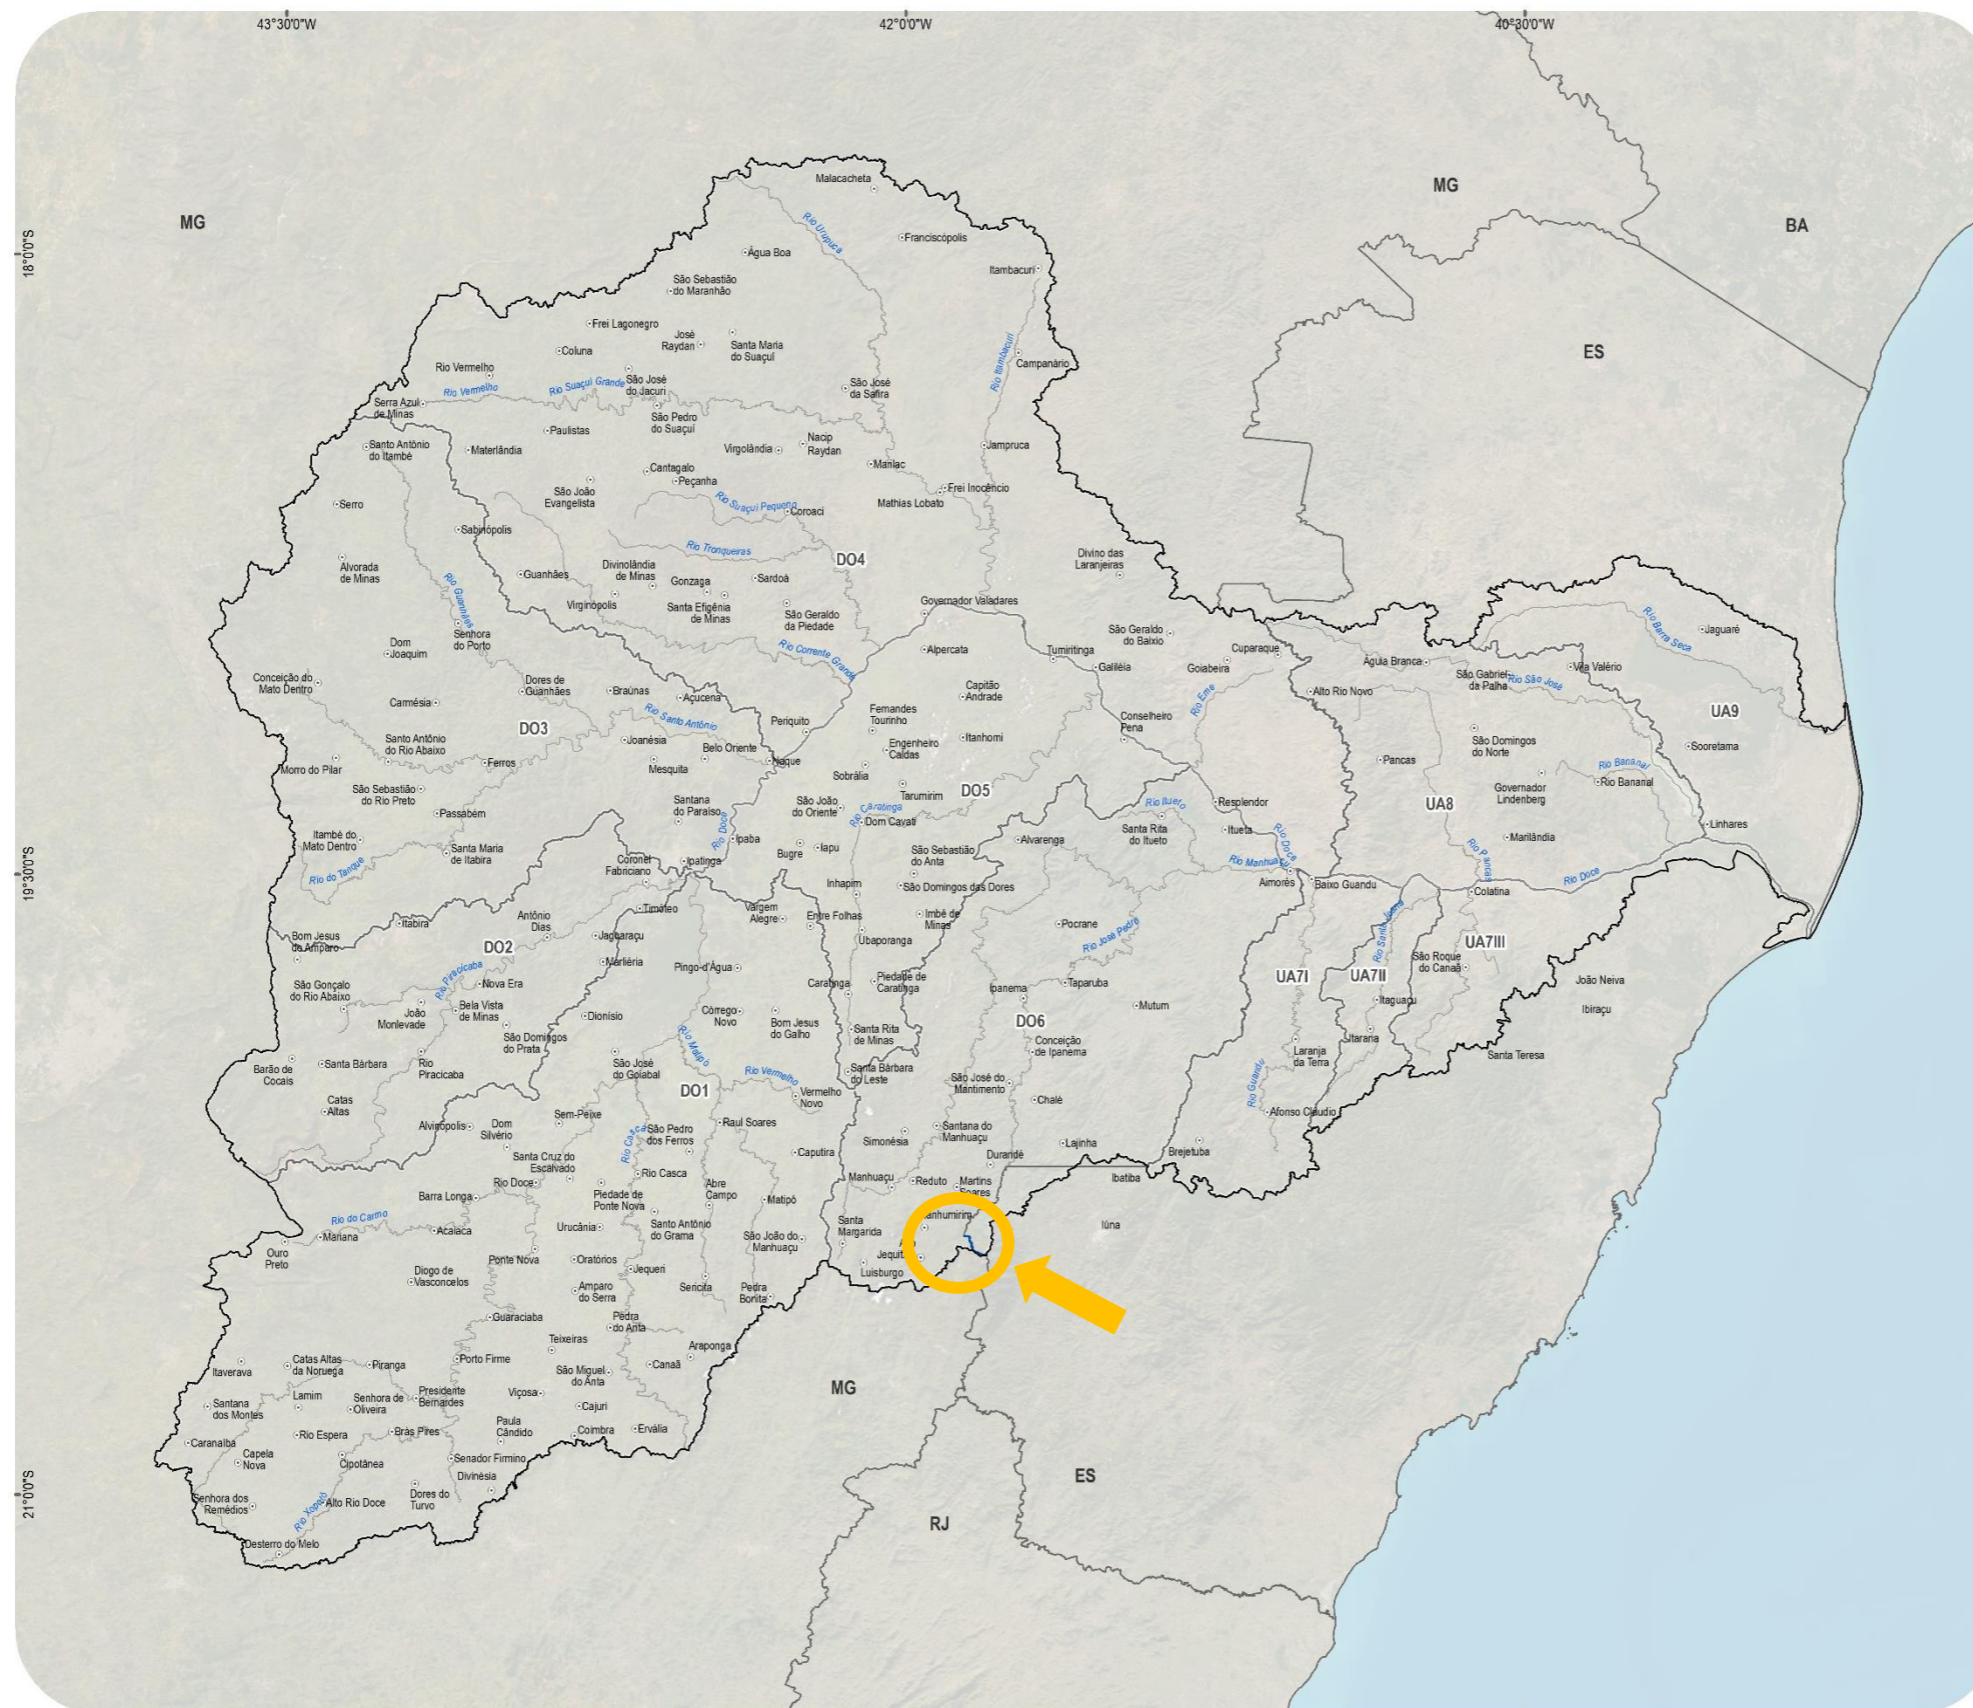 43°30'0"W
42°0'0"W
40°30'0"W
18°0'0"S
19°30'0"S
21°0'0"S
MG
MG
BA
ES
MG
ES
RJ
Malacacheta
Rio Urupuca
Franciscópolis
Água Boa
Itambacuri
São Sebastião
do Maranhão
Frei Lagonegro
José
Raydan
Santa Maria
do Suaçuí
Coluna
Rio Itambacuri
Campanário
Rio Vermelho
Rio Vermelho
Rio Suaçuí Grande
São José
do Jacuri
São José
da Safira
Serra Azul
de Minas
São Pedro
do Suaçuí
Paulistas
Santo Antônio
do Itambé
Materlândia
Virgolândia
Nacip
Raydan
Jampruca
Cantagalo
Peçanha
Marilac
São João
Evangelista
Rio Suaçuí Pequeno
Coroaci
Mathias Lobato
Frei Inocêncio
Serro
Sabinópolis
Rio Tronqueiras
DO4
Divino das
Laranjeiras
Alvorada
de Minas
Guanhães
Divinolândia
de Minas
Gonzaga
Sardoá
Virginópolis
Santa Efigênia
de Minas
São Geraldo
da Piedade
Governador Valadares
Rio Guanhães
Senhora
do Porto
Dom
Joaquim
Rio Corrente Grande
Alpercata
Tumiritinga
São Geraldo
do Baixio
Galiléia
Goiabeira
Cuparaque
Conceição do
Mato Dentro
Carmésia
Dores de
Guanhães
Braúnas
Açucena
Capitão
Andrade
Rio Eme
Rio Santo Antônio
Periquito
Fernandes
Tourinho
Conselheiro
Pena
DO3
Santo Antônio
do Rio Abaixo
Joanésia
Belo Oriente
Engenheiro
Caldas
Itanhomi
Morro do Pilar
Ferros
Mesquita
Naque
Sobrália
São Sebastião
do Rio Preto
Tarumirim
DO5
Passabém
Santana
do Paraíso
São João
do Oriente
Rio Caratinga
Dom Cavati
Rio Itueto
Resplendor
Itambé do
Mato Dentro
Santa Maria
de Itabira
Rio Doce
Ipaba
Alvarenga
Santa Rita
do Itueto
Itueta
Rio Doce
Rio do Tanque
Coronel
Fabriciano
Ipatinga
Bugre
Iapu
São Sebastião
do Anta
Rio Manhuaçu
Inhapim
São Domingos das Dores
Aimorés
Baixo Guandu
Itabira
Antônio
Dias
Timóteo
Vargem
Alegre
Entre Folhas
Imbé de
Minas
Pocrane
Rio José Pedro
Bom Jesus
do Amparo
DO2
Jaguaraçu
Ubaporanga
Marliéria
Rio Piracicaba
Pingo-d'Água
Caratinga
Piedade de
Caratinga
Ipanema
Taparuba
São Gonçalo
do Rio Abaixo
Nova Era
João
Monlevade
Bela Vista
de Minas
Dionísio
Córrego
Novo
Bom Jesus
do Galho
Mutum
DO6
São Domingos
do Prata
Rio Matipó
Santa Rita
de Minas
Conceição
de Ipanema
Barão de
Cocais
Santa Bárbara
Rio
Piracicaba
São José
do Goiabal
Rio Vermelho
Santa Bárbara
do Leste
São José do
Mantimento
DO1
Vermelho
Novo
Chalé
Catas
Altas
Sem-Peixe
Alvinópolis
Dom
Silvério
Rio Casca
São Pedro
dos Ferros
Raul Soares
Santana do
Manhuaçu
Simonésia
Lajinha
Santa Cruz do
Escalvado
Caputira
Durandé
Rio Doce
Rio Casca
Manhuaçu
Reduto
Martins
Soares
Barra Longa
Piedade de
Ponte Nova
Abre
Campo
Matipó
Rio do Carmo
Mariana
Acaiaca
Urucânia
Santo Antônio
do Grama
São João do
Manhuaçu
Santa
Margarida
Ouro
Preto
Ponte Nova
Oratórios
Luisburgo
Diogo de
Vasconcelos
Jequeri
Amparo
do Serra
Sericita
Pedra
Bonita
Guaraciaba
Pedra
do Anta
Teixeiras
Araponga
Itaverava
Catas Altas
da Noruega
Piranga
Porto Firme
São Miguel
do Anta
Canaã
Lamim
Senhora de
Oliveira
Presidente
Bernardes
Viçosa
Cajuri
Santana
dos Montes
Rio Espera
Brás Pires
Paula
Cândido
Coimbra
Ervália
Caranaíba
Capela
Nova
Cipotânea
Senador Firmino
Divinésia
Senhora dos
Remédios
Rio Xopotó
Alto Rio Doce
Dores do
Turvo
Desterro do Melo
Rio Barra Seca
Jaguaré
Águia Branca
São Gabriel
da Palha
Vila Valério
Rio São José
Alto Rio Novo
UA9
São Domingos
do Norte
Sooretama
Pancas
Rio Bananal
Rio Bananal
Governador
Lindenberg
UA8
Linhares
Marilândia
Rio Pancas
Rio Doce
Colatina
Rio Santa Joana
UA7III
UA7I
UA7II
São Roque
do Canaã
João Neiva
Itaguaçu
Ibiraçu
Itarana
Laranja
da Terra
Santa Teresa
Rio Guandu
Afonso Cláudio
Brejetuba
Ibatiba
Iúna